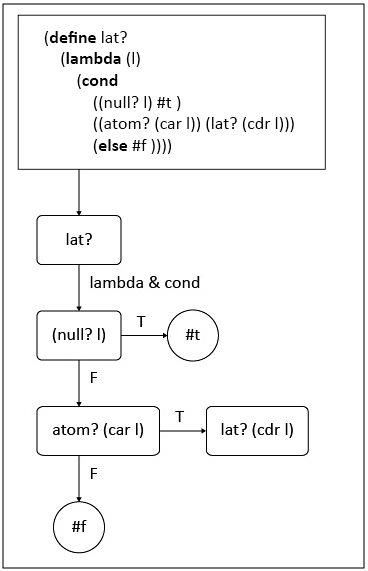 (define lat?
(lambda (l)
(cond
((null? l) #t )
((atom? (car l)) (lat? (cdr l)))
(else #f ))))
lat?
lambda & cond
(null? l)
T
#t
F
atom? (car l)
T
lat? (cdr l)
F
#f